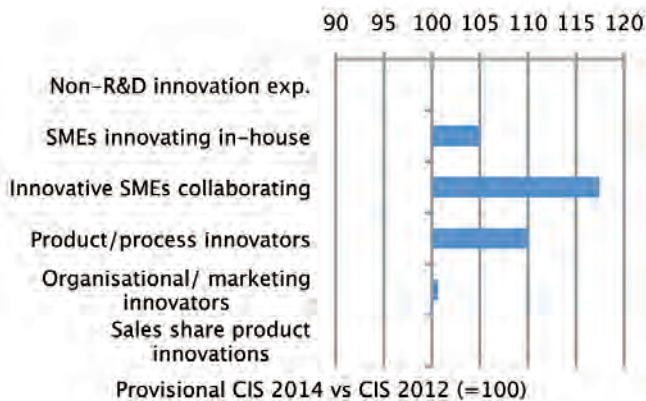 90 95 100 105 110 115 120
Non-R&D innovation exp.
SMEs innovating in-house
Innovative SMEs collaborating
Product/process innovators
Organisational/ marketing
innovators
Sales share product
innovations
Provisional CIS 2014 vs CIS 2012 (=100)